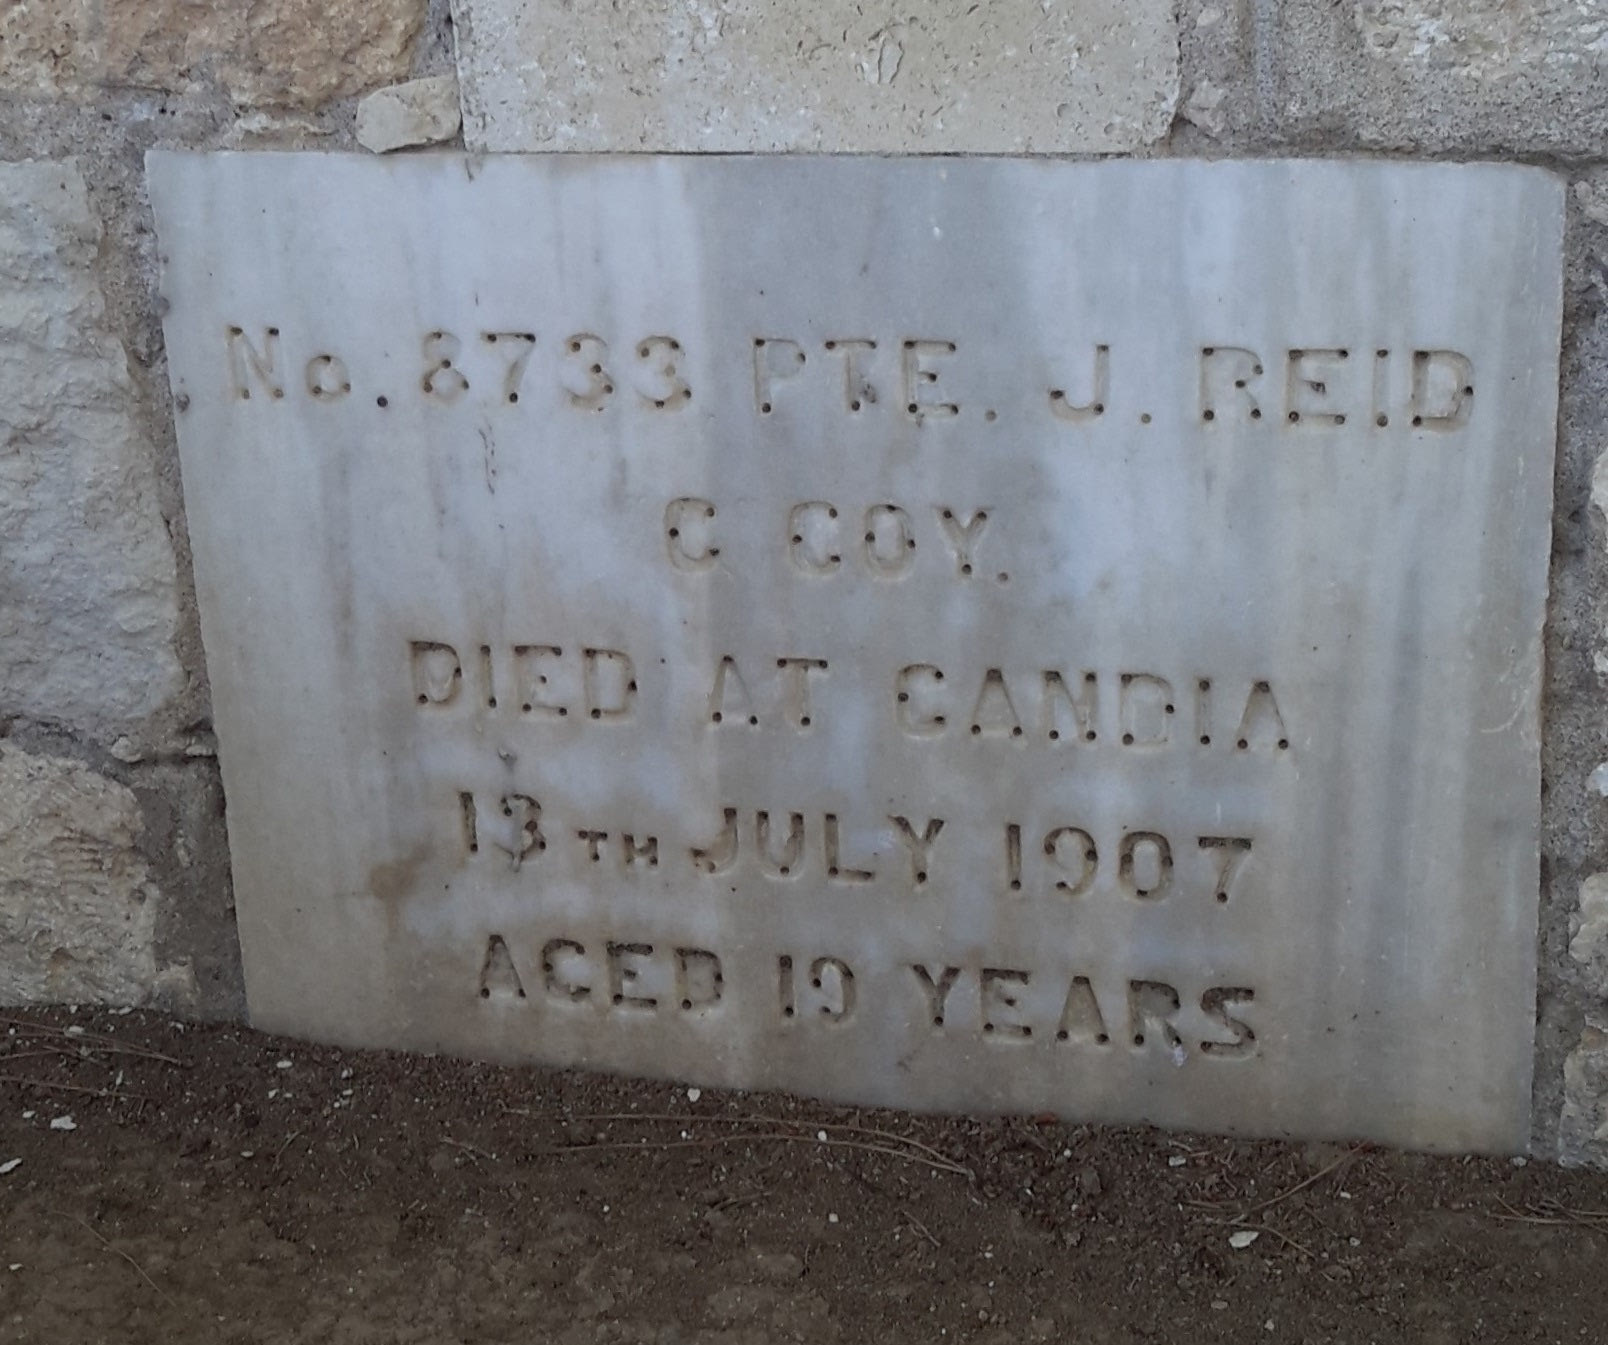 No. 8733 PTE. J. REID
C COY.
DIED AT CANDIA
13TH JULY 1907
AGED 19 YEARS